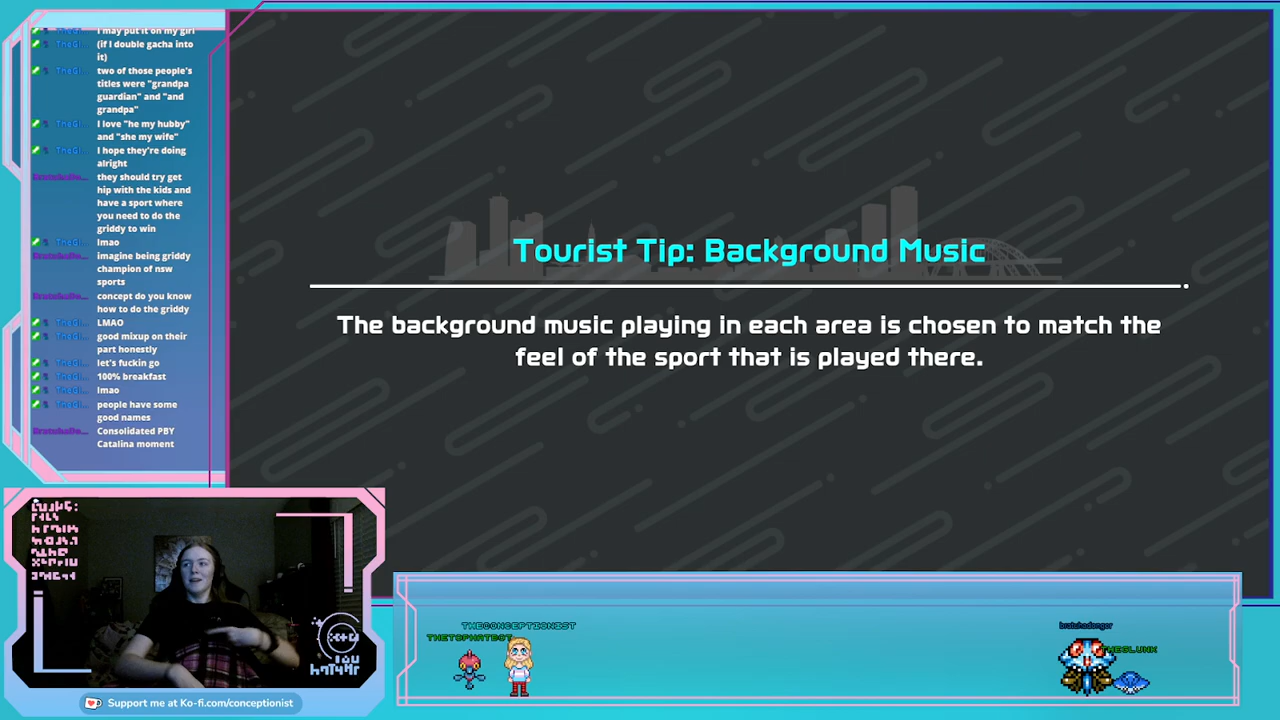 I may put it on my girl
(if I double gacha into
it)
two of those people's
titles were "grandpa
guardian" and "and
grandpa"
I love "he my hubby"
and "she my wife"
I hope they're doing
alright
they should try get
hip with the kids and
have a sport where
you need to do the
griddy to win
lmao
imagine being griddy
champion of nsw
sports
concept do you know
how to do the griddy
LMAO
good mixup on their
part honestly
let's fuckin go
100% breakfast
lmao
people have some
good names
Consolidated PBY
Catalina moment
Tourist Tip: Background Music
The background music playing in each area is chosen to match the
feel of the sport that is played there.
Support me at Ko-fi.com/conceptionist
THECONCEPTIONIST
THETOPHATBOT